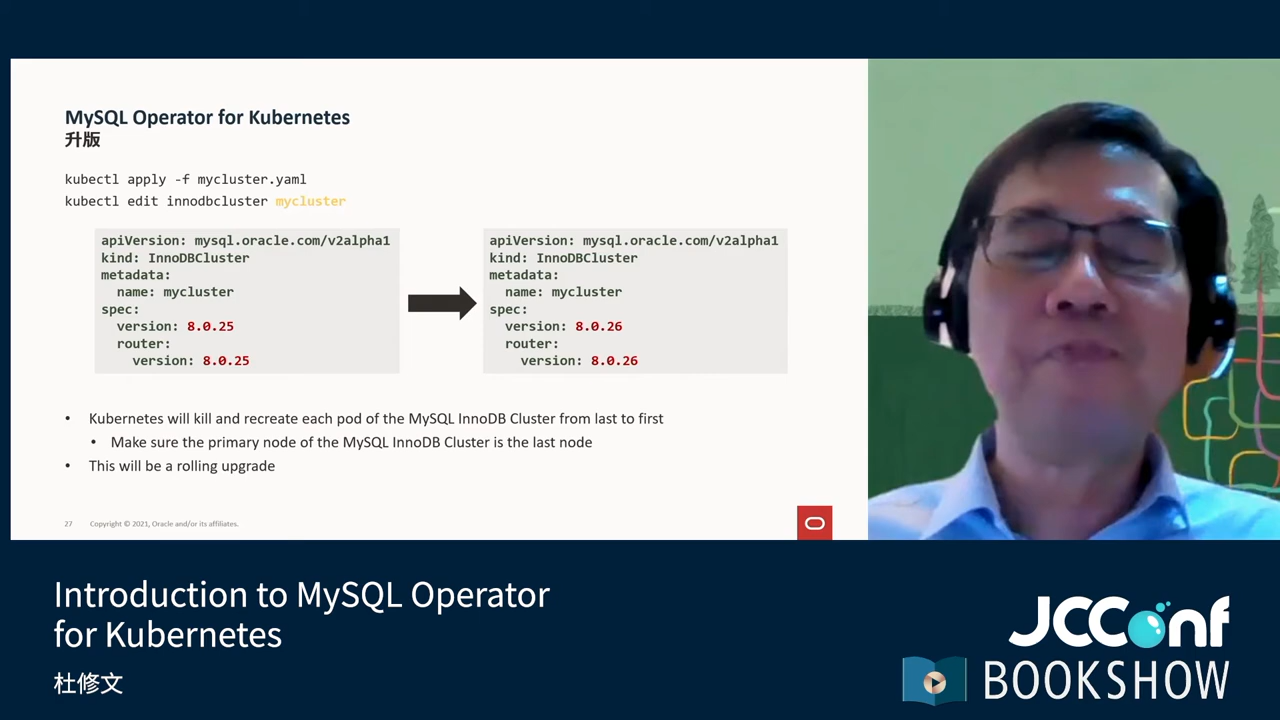 MySQL Operator for Kubernetes
升版
kubectl apply -f mycluster.yaml
kubectl edit innodbcluster mycluster
apiVersion: mysql.oracle.com/v2alpha1
kind: InnoDBCluster
metadata:
name: mycluster
spec:
version: 8.0.25
router:
version: 8.0.25
apiVersion: mysql.oracle.com/v2alpha1
kind: InnoDBCluster
metadata:
name: mycluster
spec:
version: 8.0.26
router:
version: 8.0.26
• Kubernetes will kill and recreate each pod of the MySQL InnoDB Cluster from last to first
• Make sure the primary node of the MySQL InnoDB Cluster is the last node
• This will be a rolling upgrade
27 Copyright © 2021, Oracle and/or its affiliates.
Introduction to MySQL Operator
for Kubernetes
杜修文
JCConf
BOOKSHOW